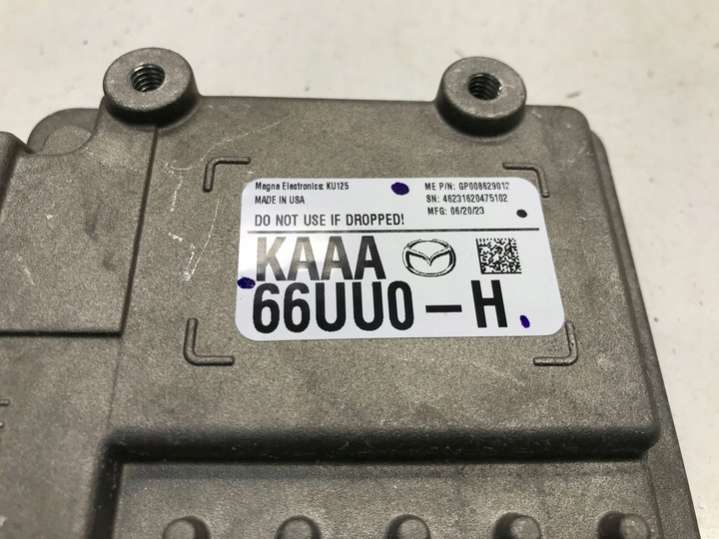 Magna Electronics: KU125
MADE IN USA
ME P/N: GP008629012
SN: 46231620475102
MFG: 06/20/23
DO NOT USE IF DROPPED!
KAAA
66UU0-H